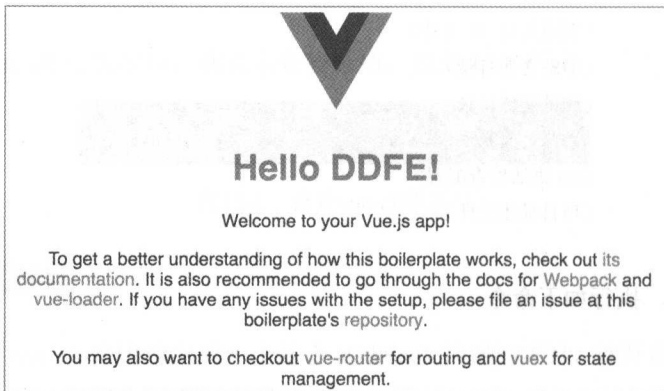 Hello DDFE!
Welcome to your Vue.js app!
To get a better understanding of how this boilerplate works, check out its
documentation. It is also recommended to go through the docs for Webpack and
vue-loader. If you have any issues with the setup, please file an issue at this
boilerplate's repository.
You may also want to checkout vue-router for routing and vuex for state
management.